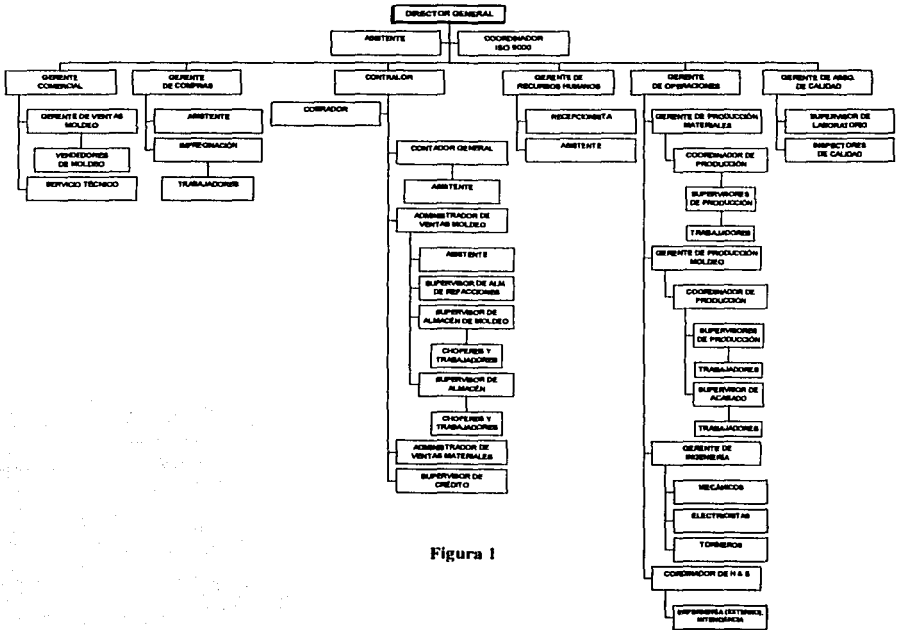 DIRECTOR GENERAL
ASISTENTE
COORDINADOR
ISO 9000
GERENTE
COMERCIAL
GERENTE DE VENTAS
MOLDEO
VENDEDORES
DE MOLDEO
SERVICIO TÉCNICO
GERENTE
DE COMPRAS
ASISTENTE
IMPREGNACIÓN
TRABAJADORES
CONTRALOR
COBRADOR
CONTADOR GENERAL
ASISTENTE
ADMINISTRADOR DE
VENTAS MOLDEO
ASISTENTE
SUPERVISOR DE ALM
DE REFACCIONES
SUPERVISOR DE
ALMACÉN DE MOLDEO
CHOFERES Y
TRABAJADORES
SUPERVISOR DE
ALMACÉN
CHOFERES Y
TRABAJADORES
ADMINISTRADOR DE
VENTAS MATERIALES
SUPERVISOR DE
CRÉDITO
GERENTE DE
RECURSOS HUMANOS
RECEPCIONISTA
ASISTENTE
GERENTE
DE OPERACIONES
GERENTE DE PRODUCCIÓN
MATERIALES
COORDINADOR DE
PRODUCCIÓN
SUPERVISORES
DE PRODUCCIÓN
TRABAJADORES
GERENTE DE PRODUCCIÓN
MOLDEO
COORDINADOR DE
PRODUCCIÓN
SUPERVISORES
DE PRODUCCIÓN
TRABAJADORES
SUPERVISOR DE
ACABADO
TRABAJADORES
GERENTE DE
INGENIERÍA
MECÁNICOS
ELECTRICISTAS
TORNEROS
CORDINADOR DE H & S
ENFERMERÍA (EXTERNO),
INTENDENCIA
GERENTE DE ASEG.
DE CALIDAD
SUPERVISOR DE
LABORATORIO
INSPECTORES
DE CALIDAD
Figura 1